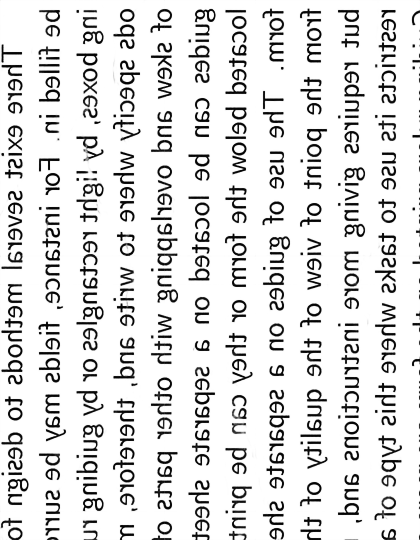 There exist several methods to design fo
be filled in. For instance, fields may be surro
ing boxes, by light rectangles or by guiding ru
ods specify where to write and, therefore, m
of skew and overlapping with other parts of
guides can be located on a separate sheet
located below the form or they can be print
form. The use of guides on a separate she
from the point of view of the quality of th
but requires giving more instructions and,
restricts its use to tasks where this type of a